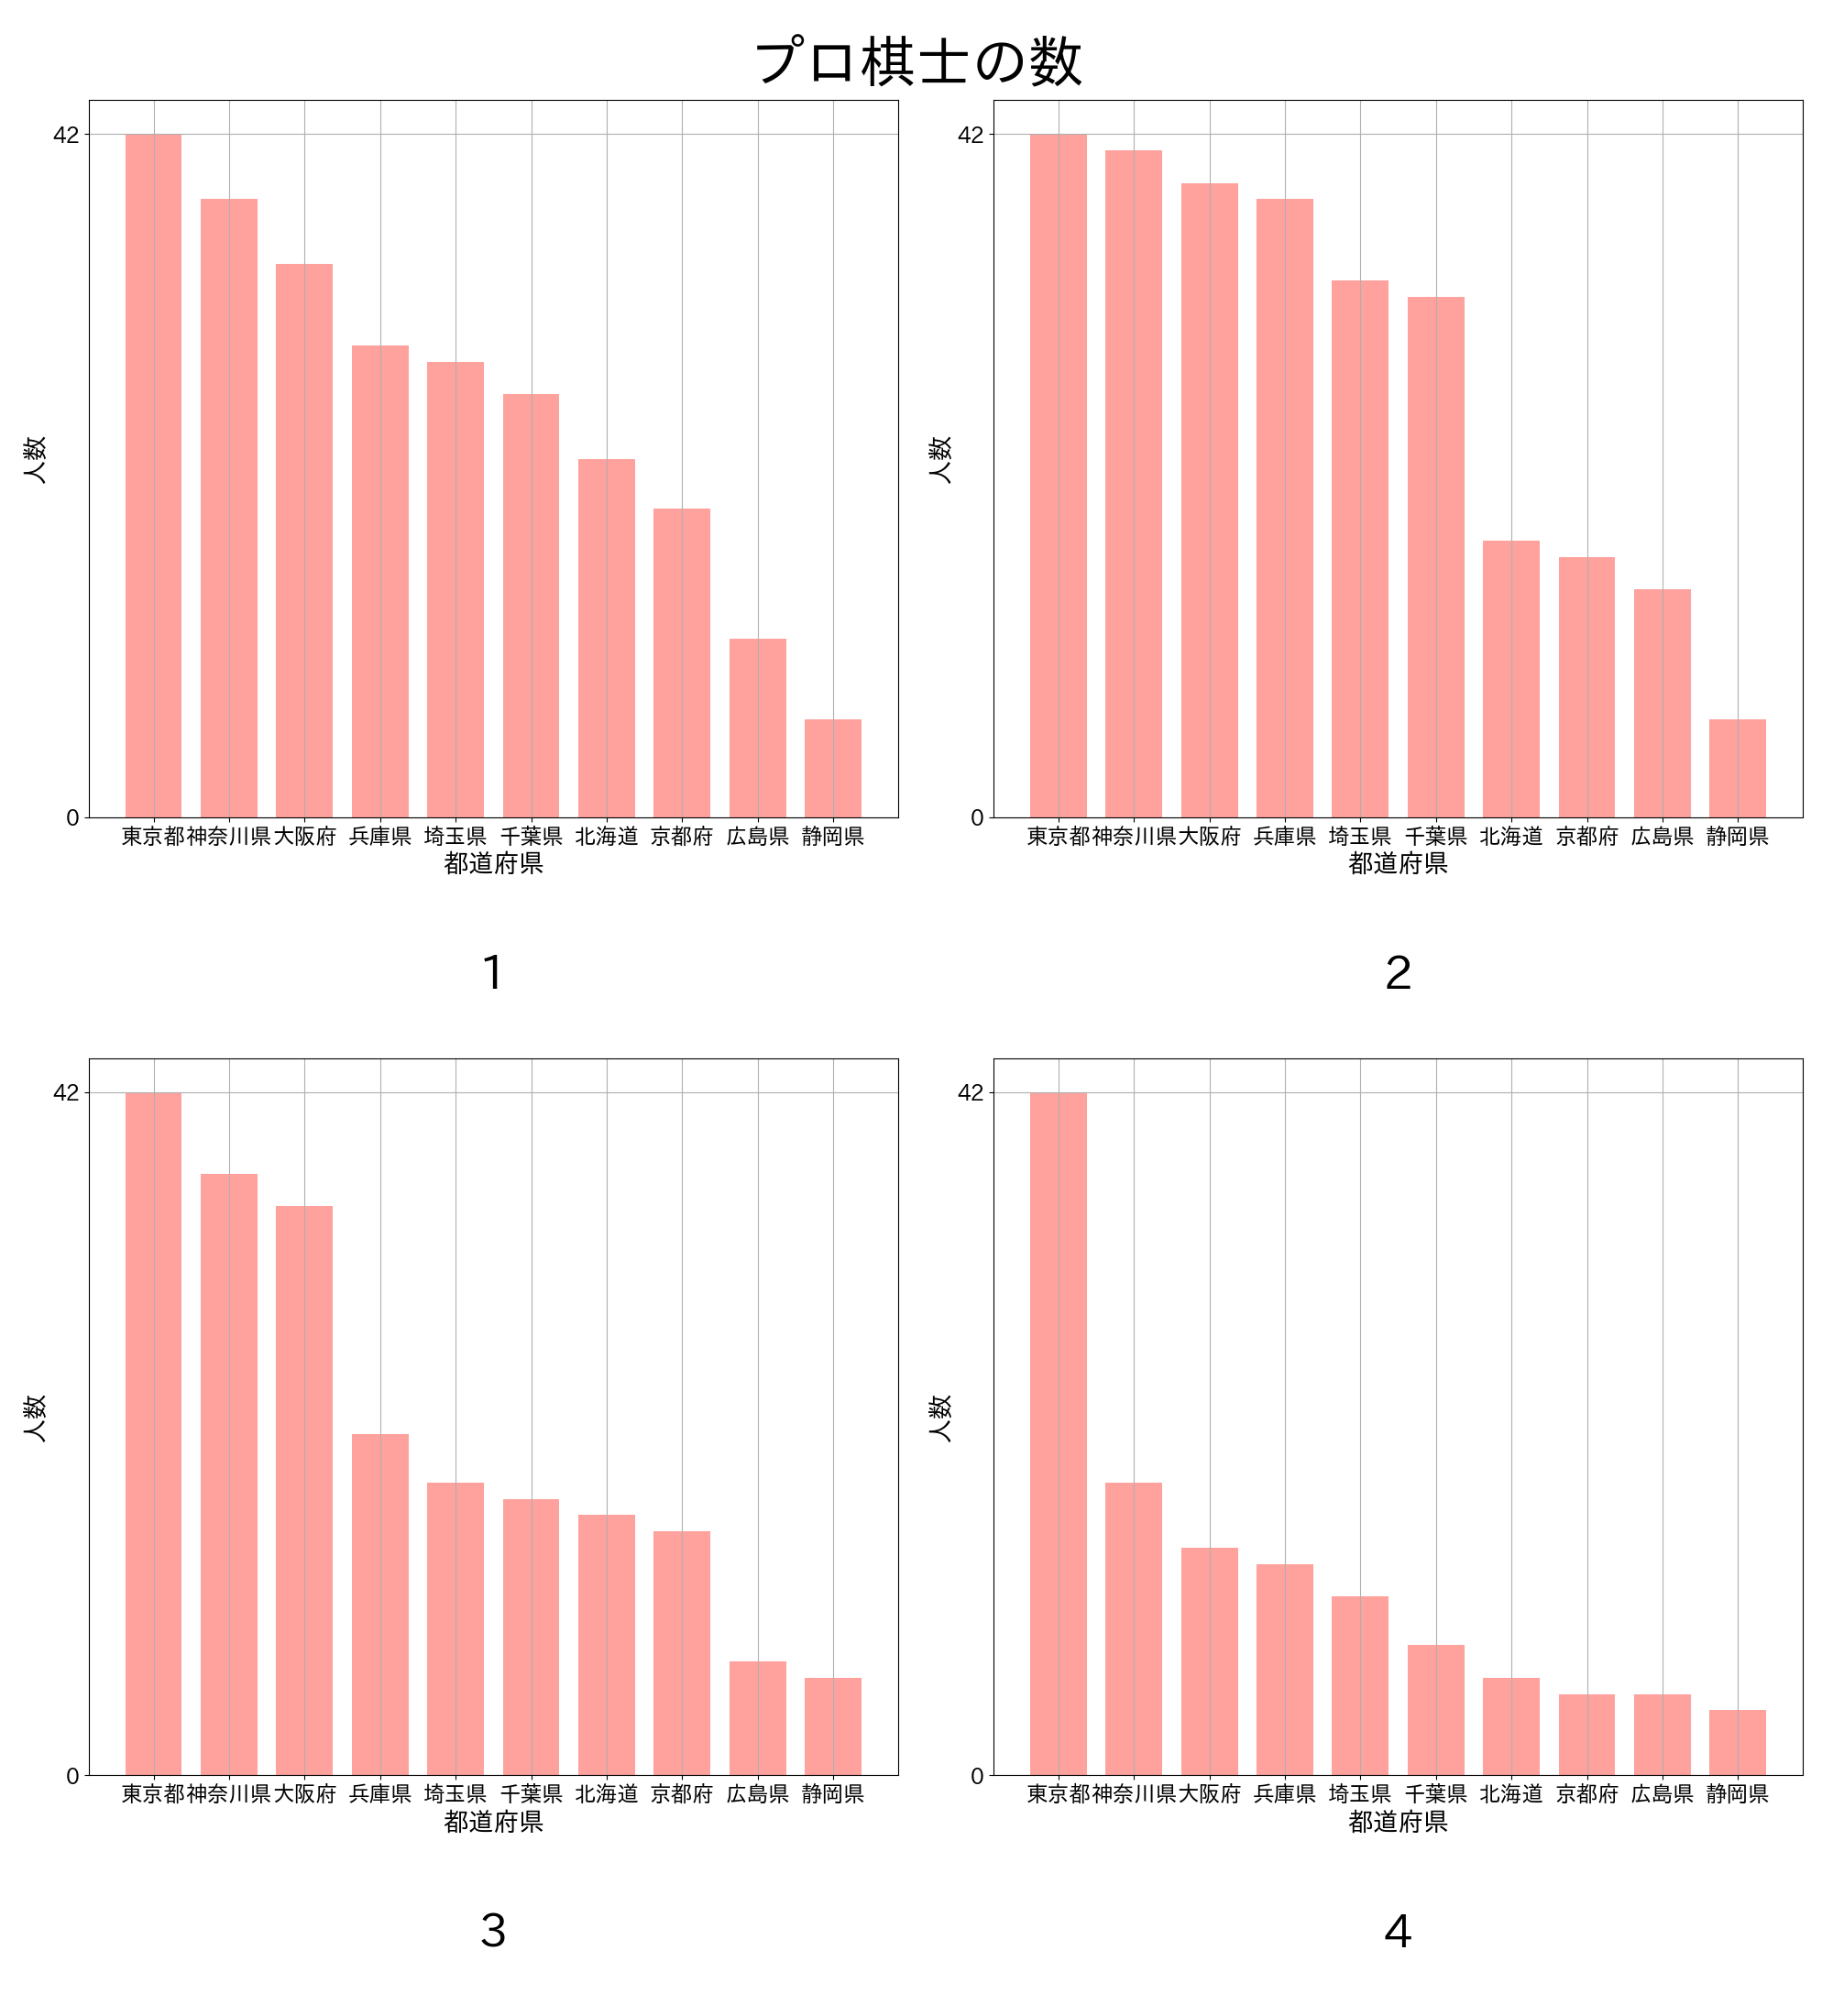 プロ棋士の数
42
0
人数
東京都 神奈川県 大阪府 兵庫県 埼玉県 千葉県 北海道 京都府 広島県 静岡県
都道府県
1
42
0
人数
東京都 神奈川県 大阪府 兵庫県 埼玉県 千葉県 北海道 京都府 広島県 静岡県
都道府県
2
42
0
人数
東京都 神奈川県 大阪府 兵庫県 埼玉県 千葉県 北海道 京都府 広島県 静岡県
都道府県
3
42
0
人数
東京都 神奈川県 大阪府 兵庫県 埼玉県 千葉県 北海道 京都府 広島県 静岡県
都道府県
4